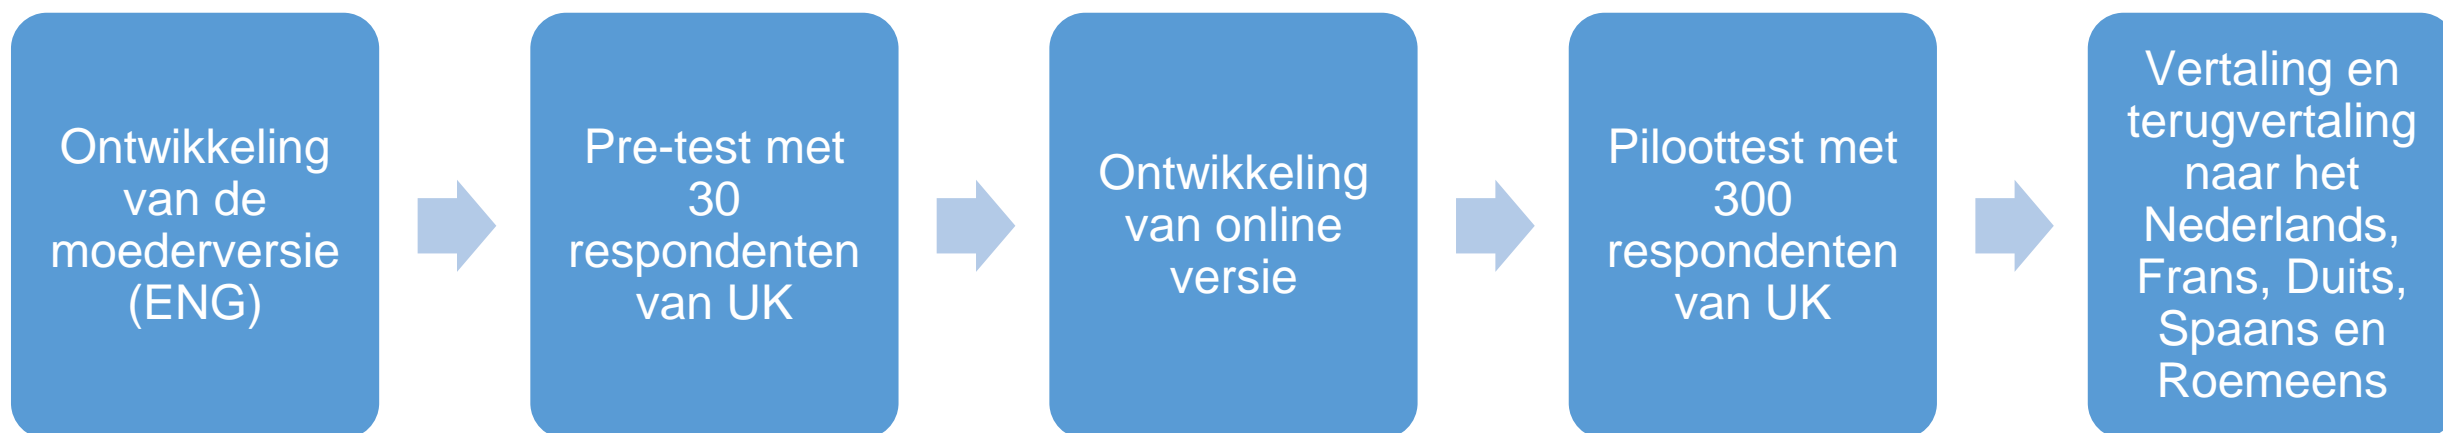 Ontwikkeling
van de
moederversie
(ENG)
Pre-test met
30
respondenten
van UK
Ontwikkeling
van online
versie
Piloottest met
300
respondenten
van UK
Vertaling en
terugvertaling
naar het
Nederlands,
Frans, Duits,
Spaans en
Roemeens